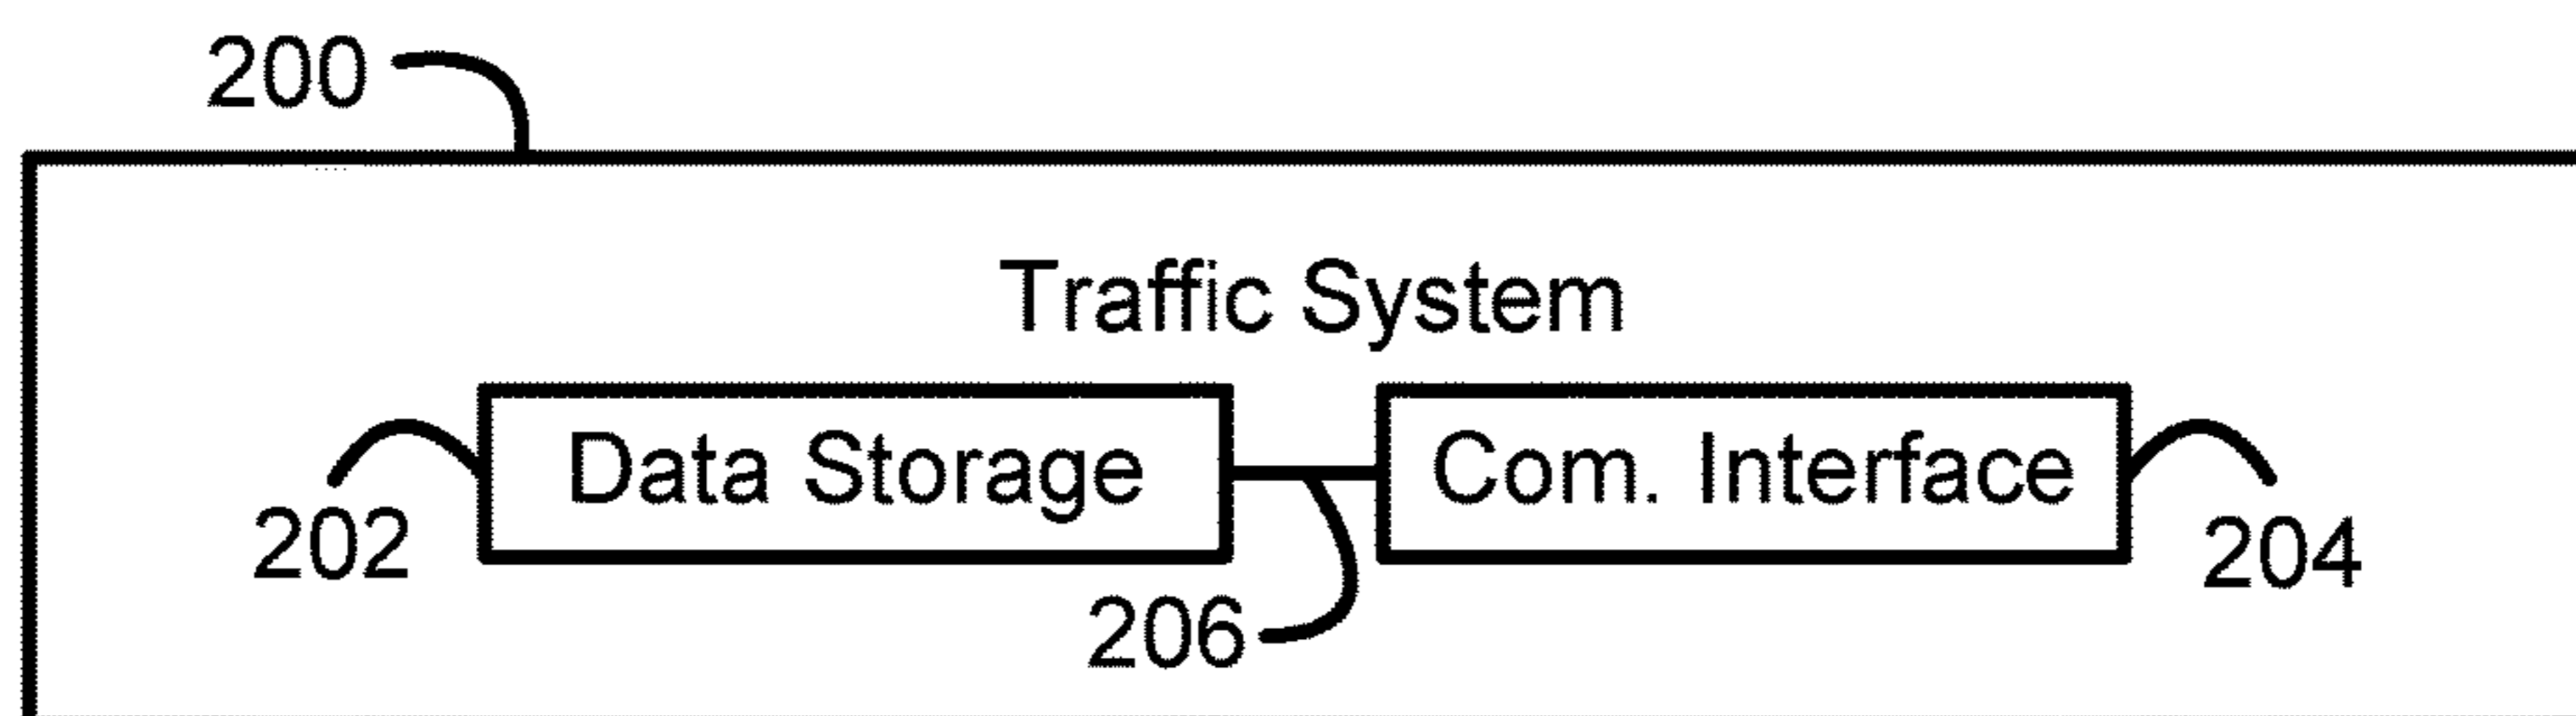 200
Traffic System
Data Storage
Com. Interface
202
204
206